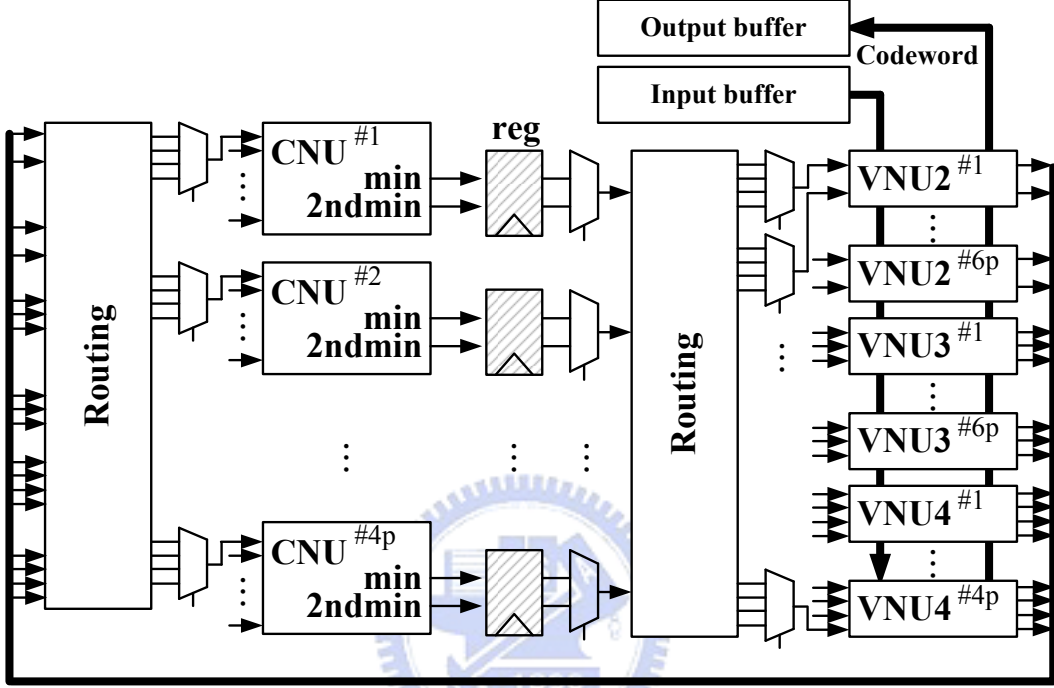 Output buffer
Codeword
Input buffer
Routing
CNU #1
min
2ndmin
reg
CNU #2
min
2ndmin
CNU #4p
min
2ndmin
Routing
VNU2 #1
VNU2 #6p
VNU3 #1
VNU3 #6p
VNU4 #1
VNU4 #4p